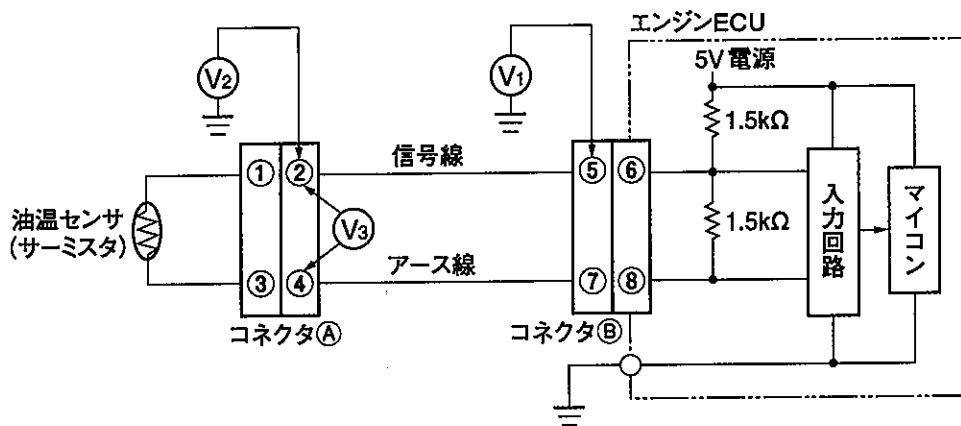 エンジンECU
5V電源
V2
V1
1.5kΩ
信号線
① ② ⑤ ⑥
油温センサ
(サーミスタ)
V3
1.5kΩ
入力回路
マイコン
アース線
③ ④ ⑦ ⑧
コネクタⒶ
コネクタⒷ